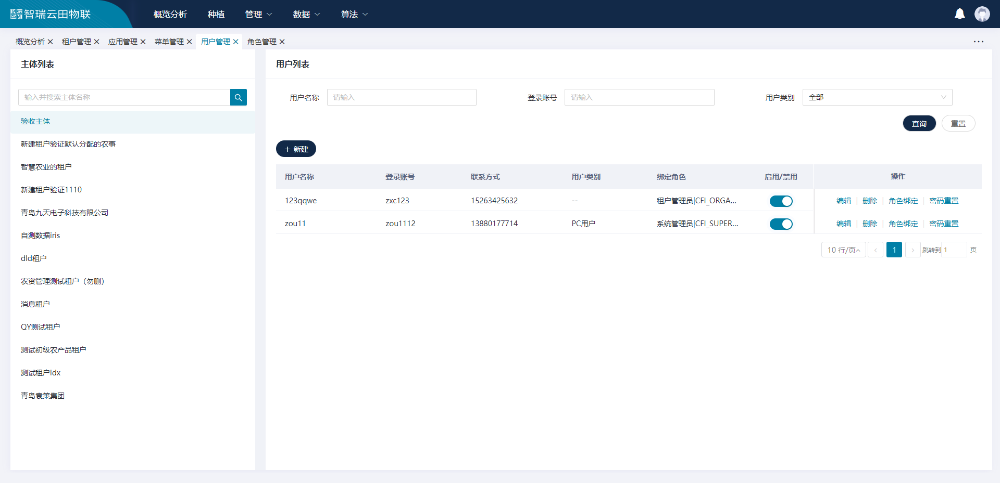 智瑞云田物联
概览分析 种植 管理 数据 算法
概览分析 租户管理 应用管理 菜单管理 用户管理 角色管理
主体列表
输入并搜索主体名称
验收主体
新建租户验证默认分配的农事
智慧农业的租户
新建租户验证1110
青岛九天电子科技有限公司
自测数据iris
dld租户
农资管理测试租户（勿删）
消息租户
QY测试租户
测试初级农产品租户
测试租户ldx
青岛袁策集团
用户列表
用户名称 请输入 登录账号 请输入 用户类别 全部
查询 重置
新建
用户名称 登录账号 联系方式 用户类别 绑定角色 启用/禁用 操作
123qqwe zxc123 15263425632 -- 租户管理员|CFI_ORGA... 编辑 删除 角色绑定 密码重置
zou11 zou1112 13880177714 PC用户 系统管理员|CFI_SUPER... 编辑 删除 角色绑定 密码重置
10 行/页 1 跳转到 1 页